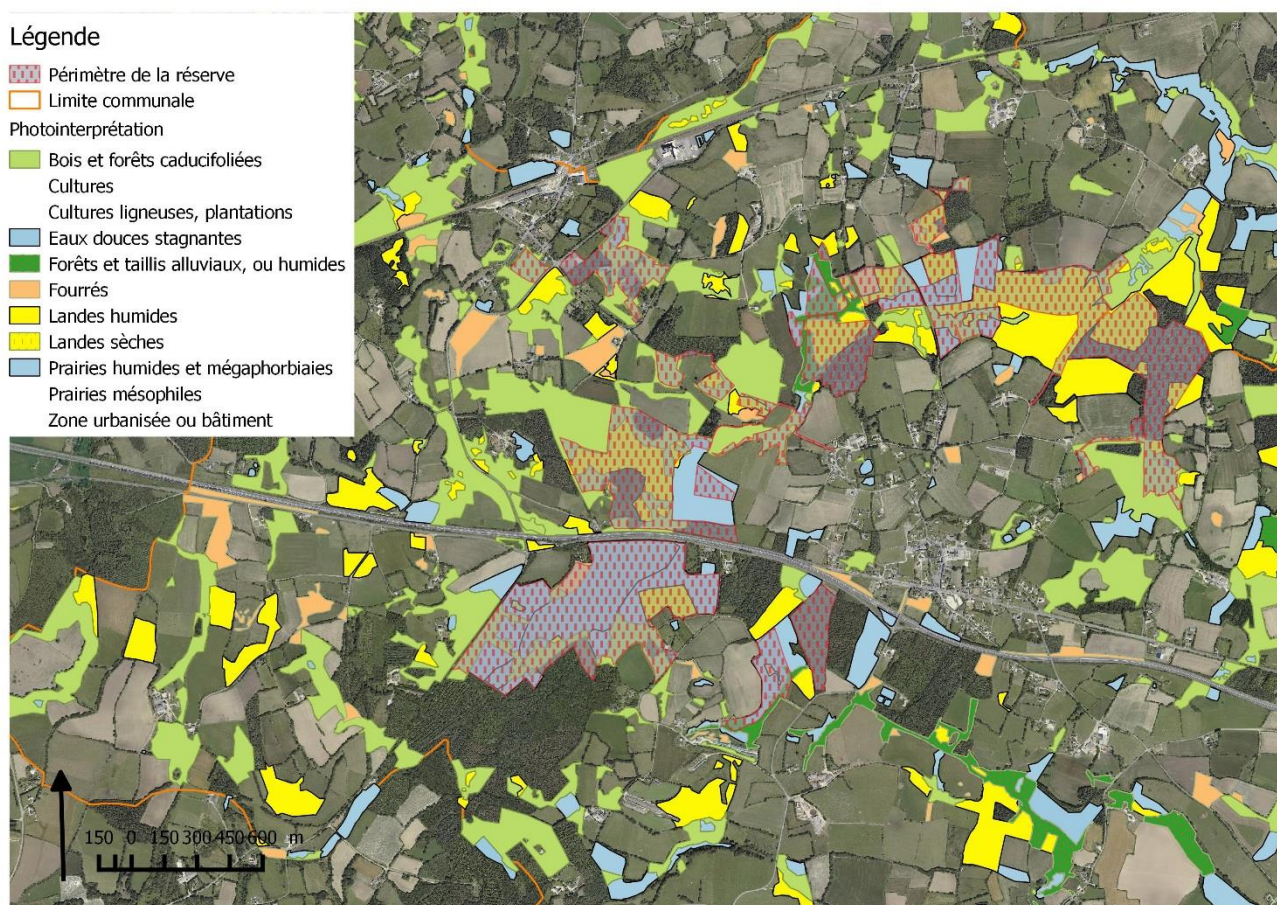 Légende
Périmètre de la réserve
Limite communale
Photointerprétation
Bois et forêts caducifoliées
Cultures
Cultures ligneuses, plantations
Eaux douces stagnantes
Forêts et taillis alluviaux, ou humides
Fourrés
Landes humides
Landes sèches
Prairies humides et mégaphorbiaies
Prairies mésophiles
Zone urbanisée ou bâtiment
150 0 150 300 450 600 m